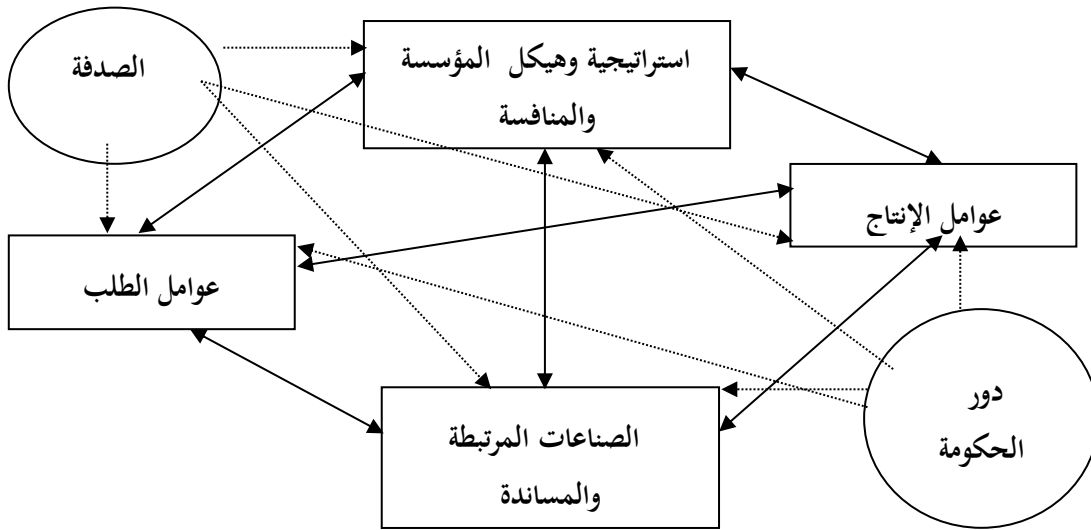 استراتيجية وهيكل المؤسسة
والمنافسة
الصدفة
عوامل الإنتاج
عوامل الطلب
دور
الحكومة
الصناعات المرتبطة
والمساندة